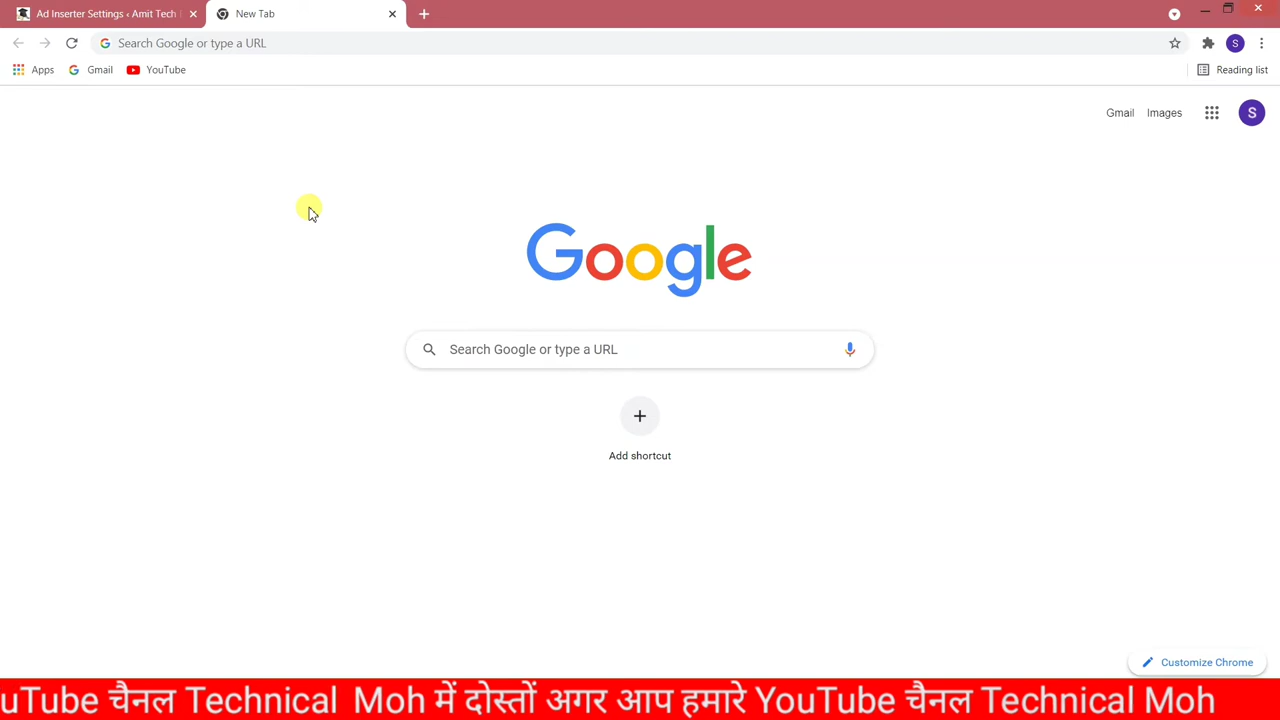 Ad Inserter Settings ‹ Amit Tech
New Tab
Search Google or type a URL
S
Apps
Gmail
YouTube
Reading list
Gmail
Images
S
Google
Search Google or type a URL
Add shortcut
Customize Chrome
uTube चैनल Technical Moh में दोस्तों अगर आप हमारे YouTube चैनल Technical Moh